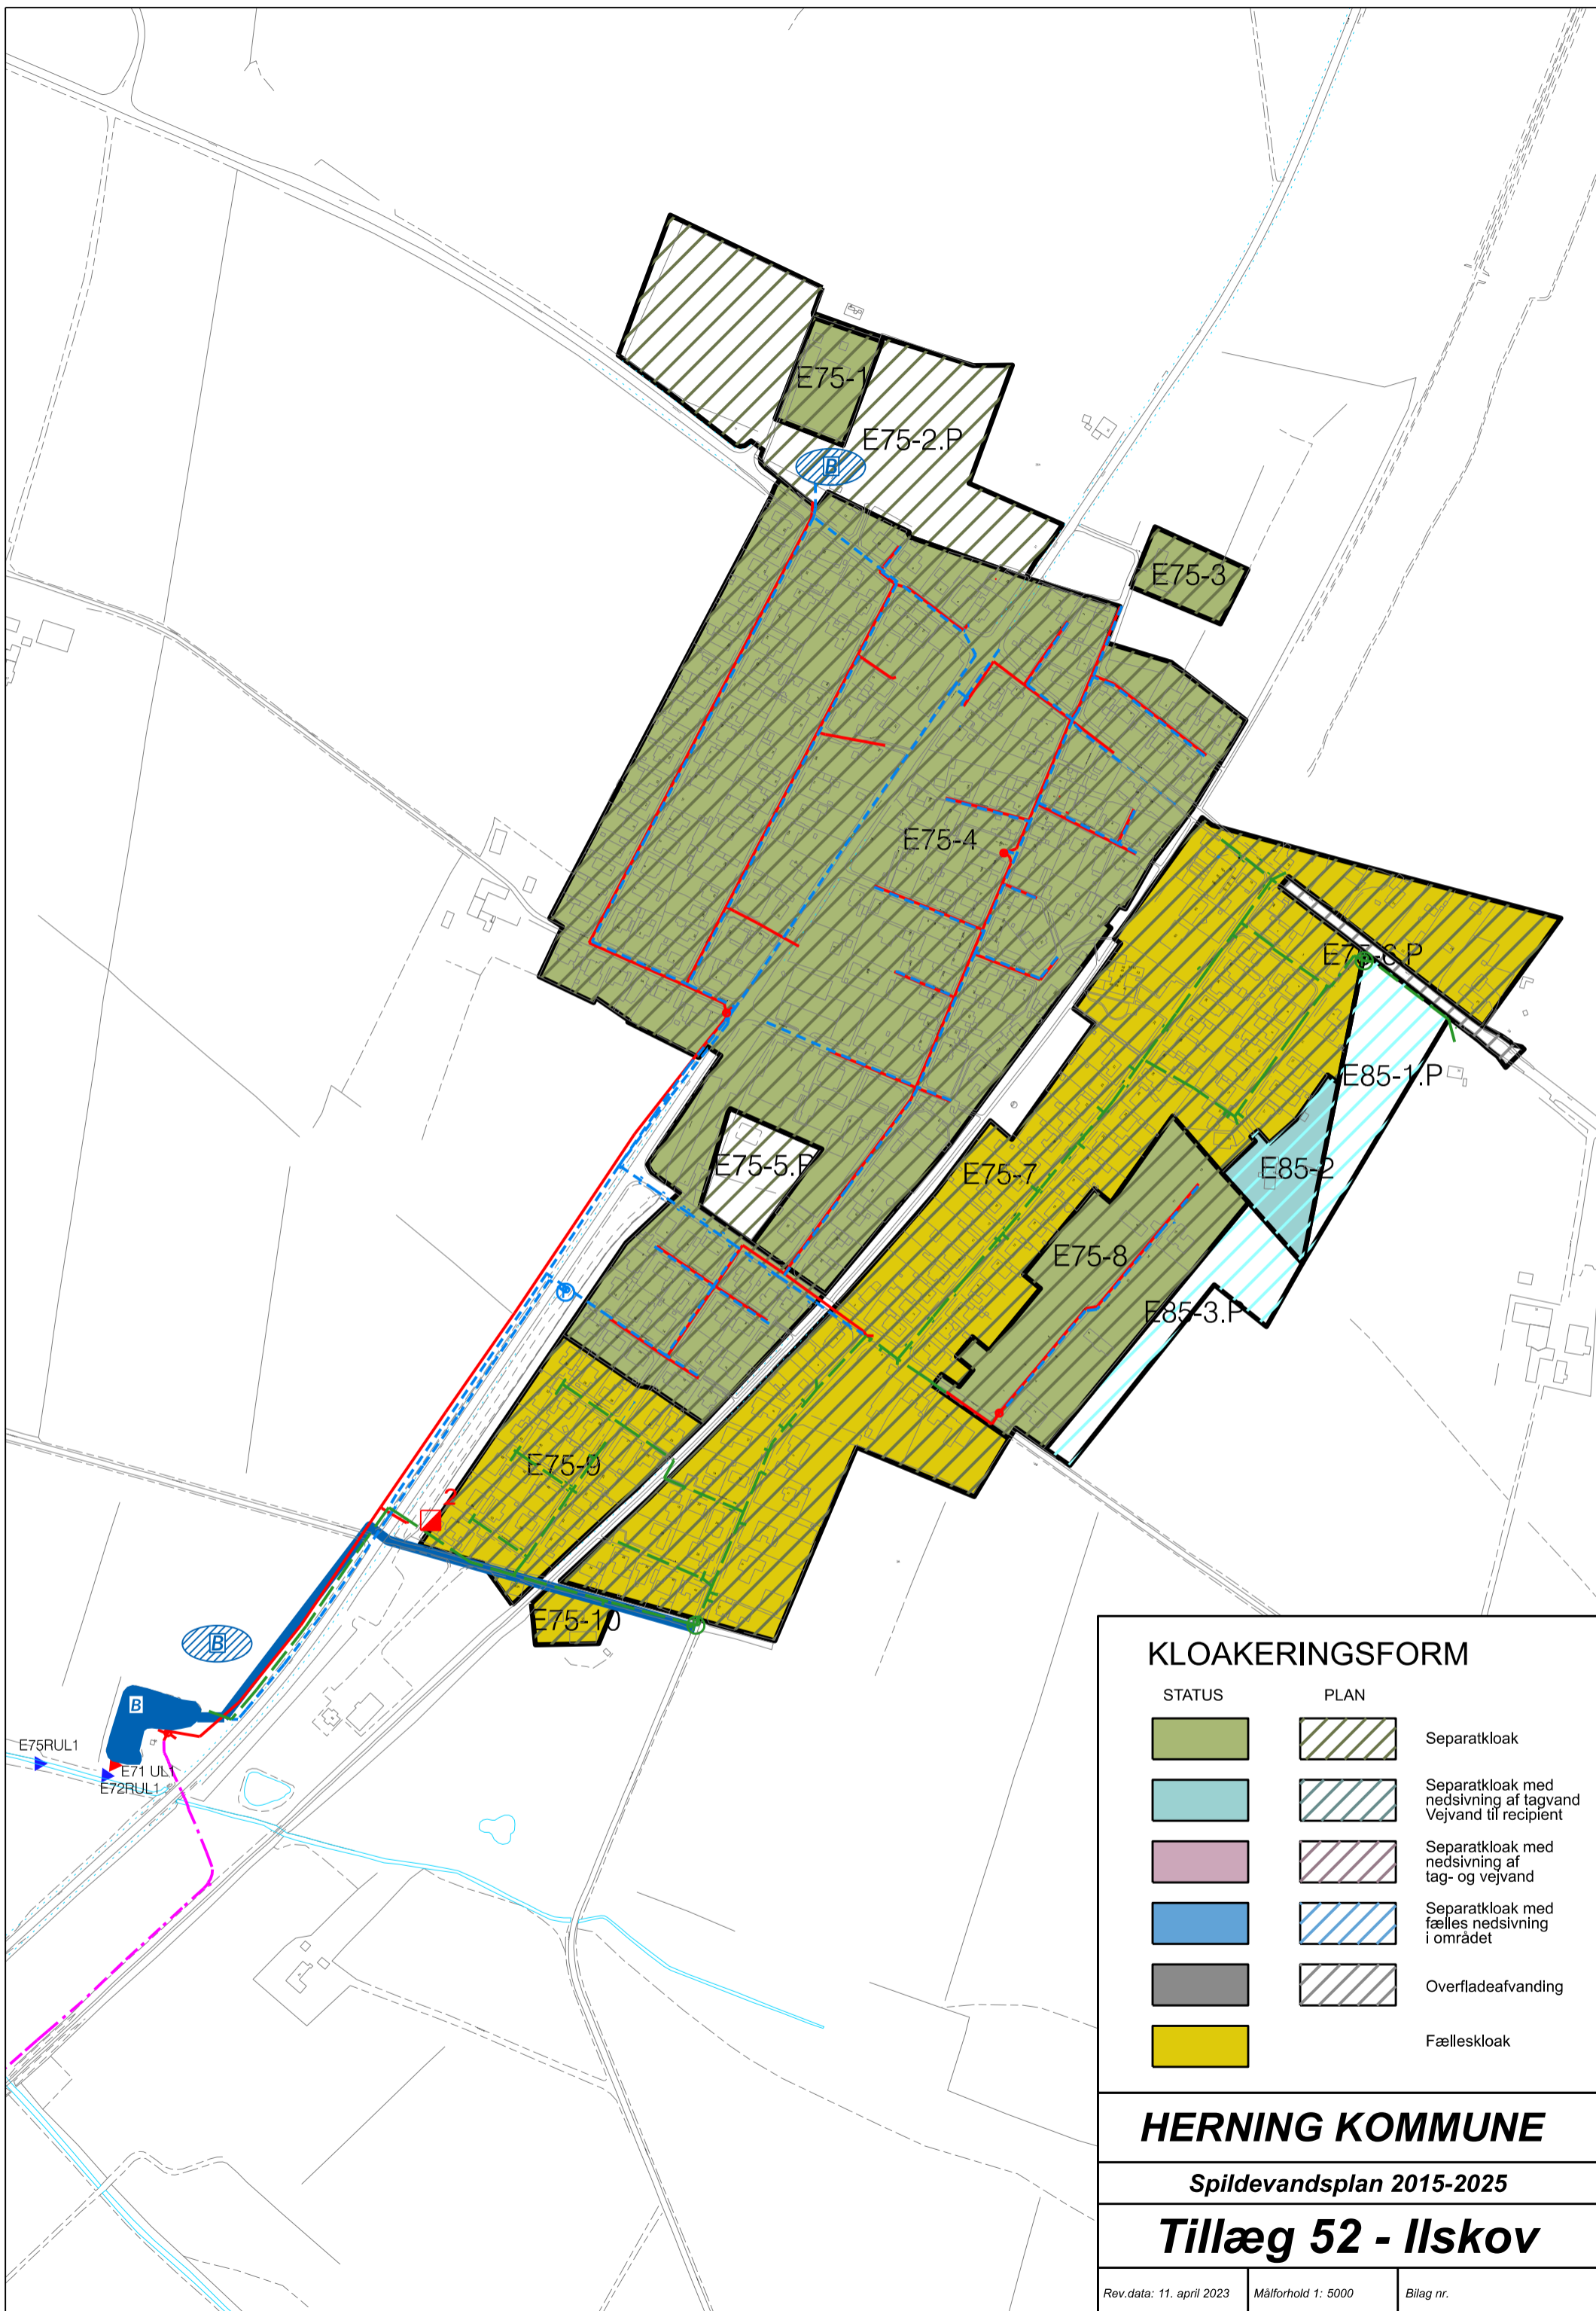 E75-1
E75-2.P
B
E75-3
E75-4
E75-6.P
P
E85-1.P
E75-5.P
E75-7
E85-2
E75-8
P
E85-3.P
E75-9
2
E75-10
P
B
B
E75RUL1
E71 UL1
E72RUL1
KLOAKERINGSFORM
STATUS PLAN
Separatkloak
Separatkloak med
nedsivning af tagvand
Vejvand til recipient
Separatkloak med
nedsivning af
tag- og vejvand
Separatkloak med
fælles nedsivning
i området
Overfladeafvanding
Fælleskloak
HERNING KOMMUNE
Spildevandsplan 2015-2025
Tillæg 52 - Ilskov
Rev.data: 11. april 2023 Målforhold 1: 5000 Bilag nr.